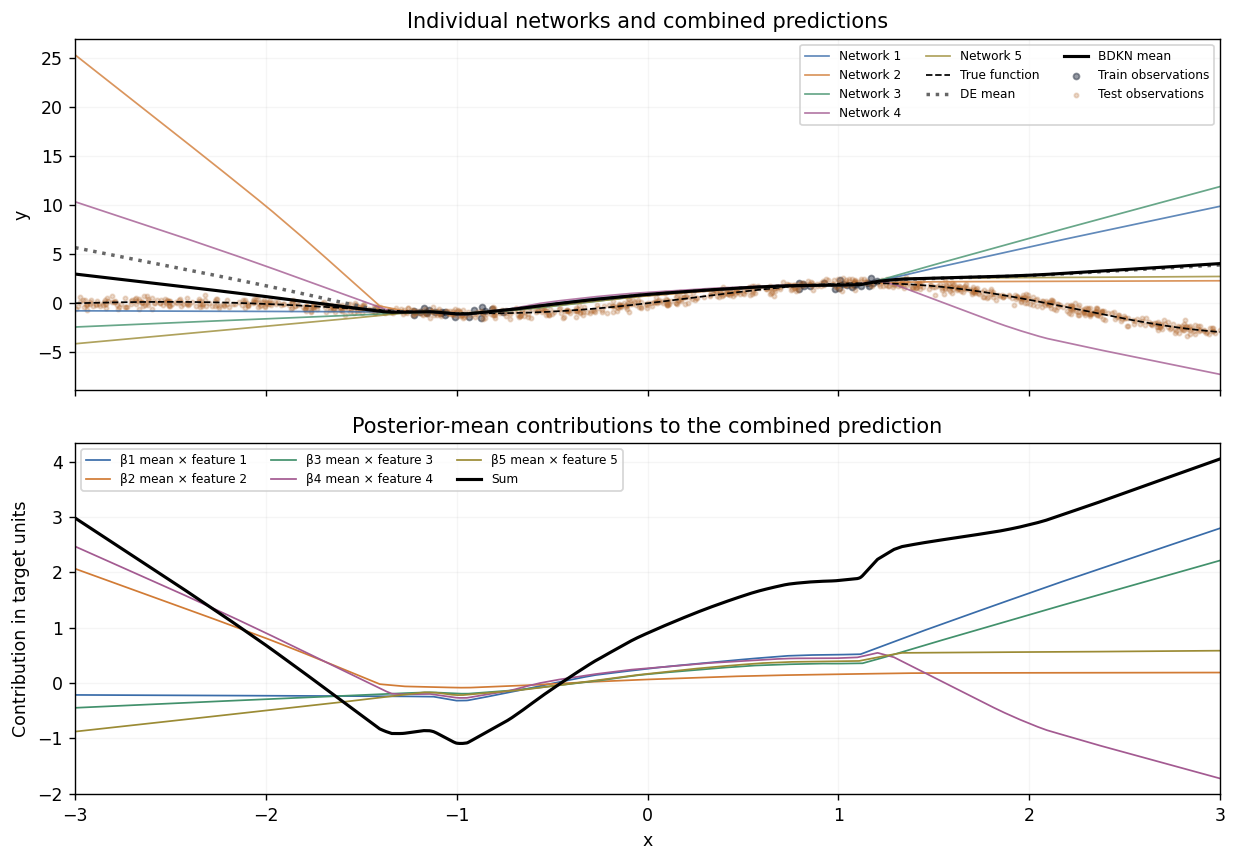 Individual networks and combined predictions
25
20
15
10
5
0
−5
y
Network 1
Network 2
Network 3
Network 4
Network 5
True function
DE mean
BDKN mean
Train observations
Test observations
Posterior-mean contributions to the combined prediction
4
3
2
1
0
−1
−2
Contribution in target units
β1 mean × feature 1
β2 mean × feature 2
β3 mean × feature 3
β4 mean × feature 4
β5 mean × feature 5
Sum
−3 −2 −1 0 1 2 3
x